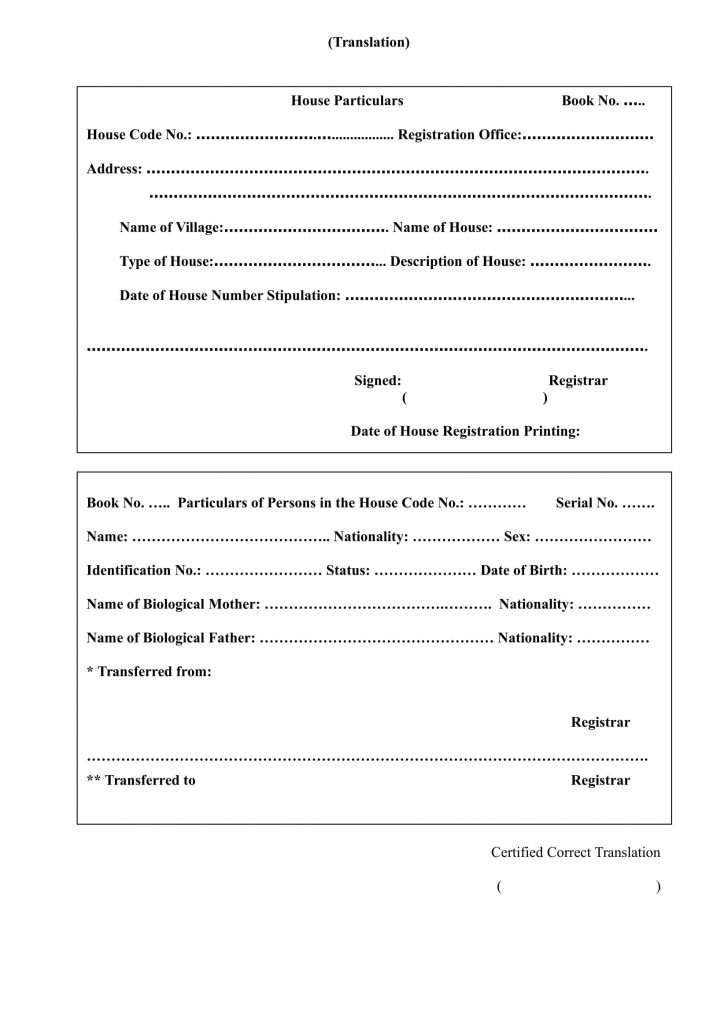 (Translation)
House Particulars Book No. …..
House Code No.: …………………………................. Registration Office:………………………
Address: ………………………………………………………………………………………….
………………………………………………………………………………………….
Name of Village:……………………………. Name of House: ……………………………
Type of House:……………………………... Description of House: …………………….
Date of House Number Stipulation: …………………………………………………...
…………………………………………………………………………………………………….
Signed: Registrar
( )
Date of House Registration Printing:
Book No. ….. Particulars of Persons in the House Code No.: ………… Serial No. …….
Name: ………………………………….. Nationality: ……………… Sex: ……………………
Identification No.: …………………… Status: ………………… Date of Birth: ………………
Name of Biological Mother: ……………………………….………. Nationality: ……………
Name of Biological Father: ………………………………………… Nationality: ……………
* Transferred from:
Registrar
…………………………………………………………………………………………………….
** Transferred to Registrar
Certified Correct Translation
( )